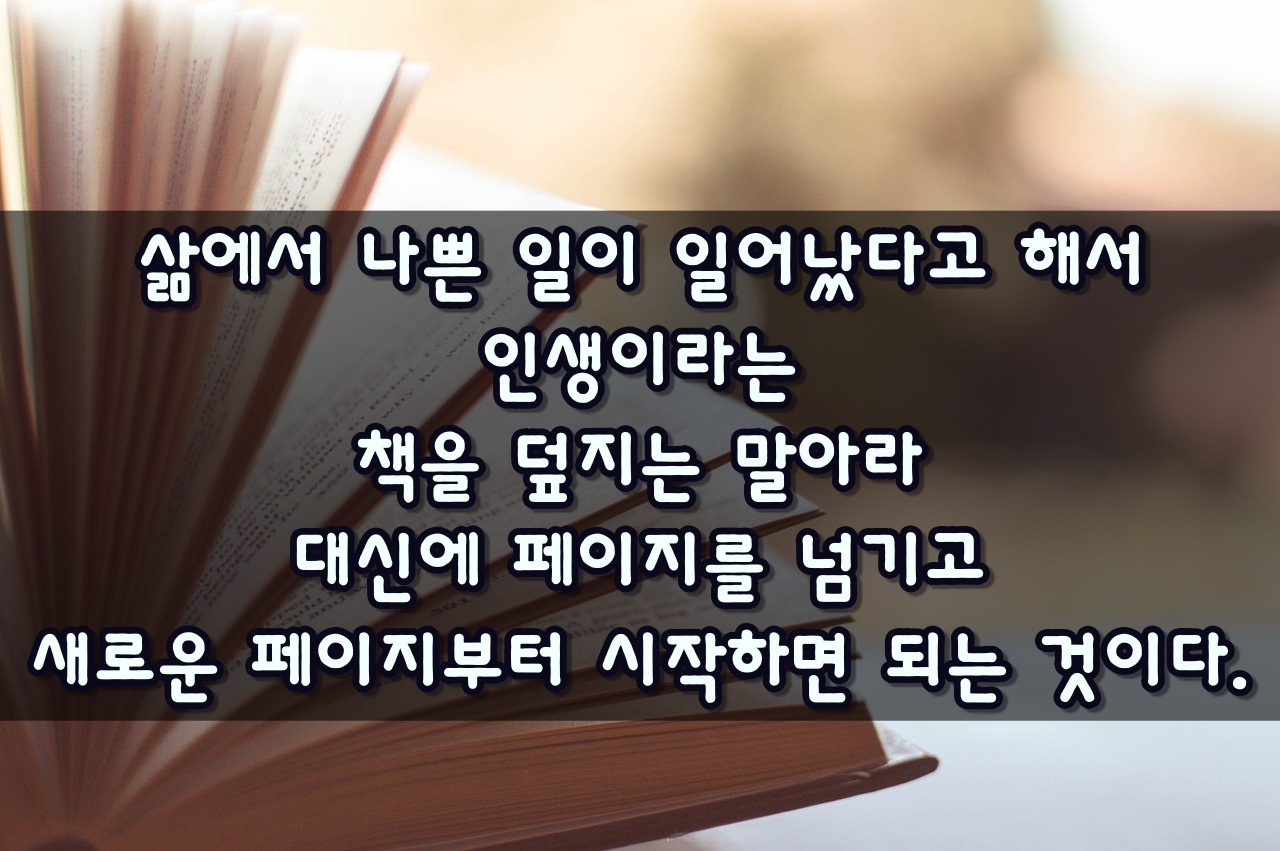 삶에서 나쁜 일이 일어났다고 해서
인생이라는
책을 덮지는 말아라
대신에 페이지를 넘기고
새로운 페이지부터 시작하면 되는 것이다.